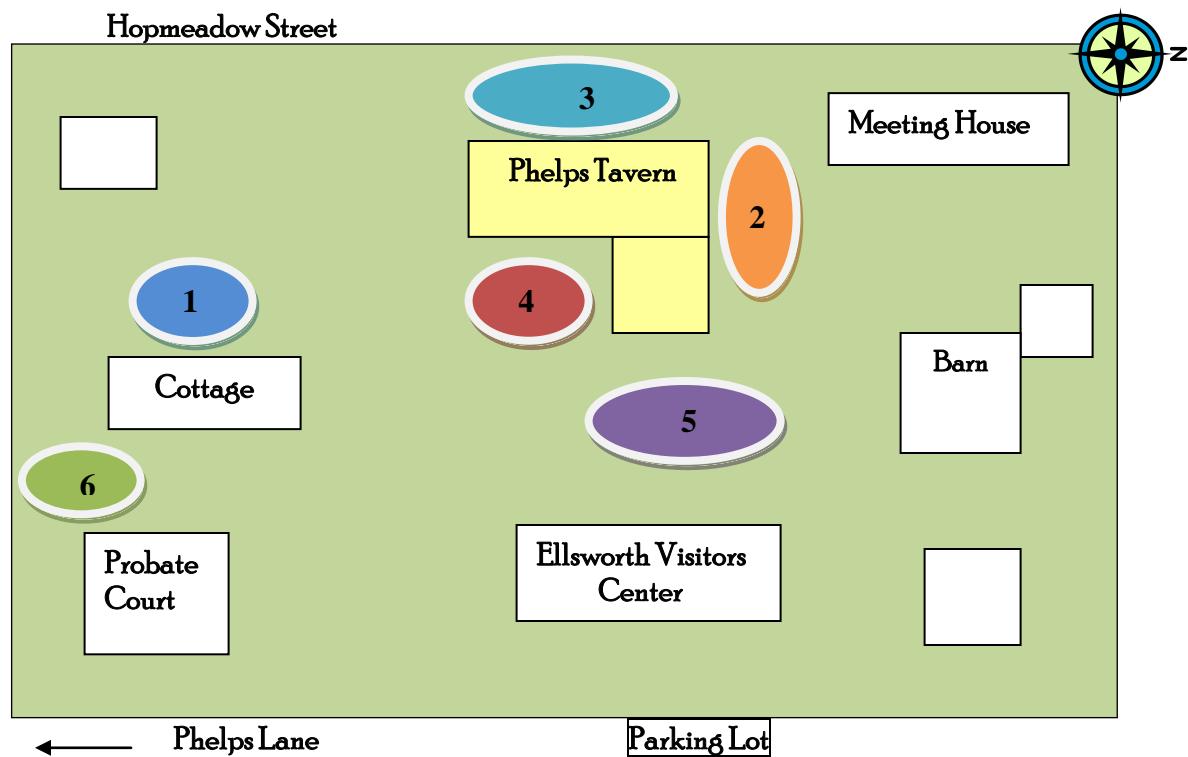 Hopmeadow Street
N
3
Meeting House
Phelps Tavern
2
1
4
Barn
Cottage
5
6
Ellsworth Visitors
Center
Probate
Court
Phelps Lane
Parking Lot